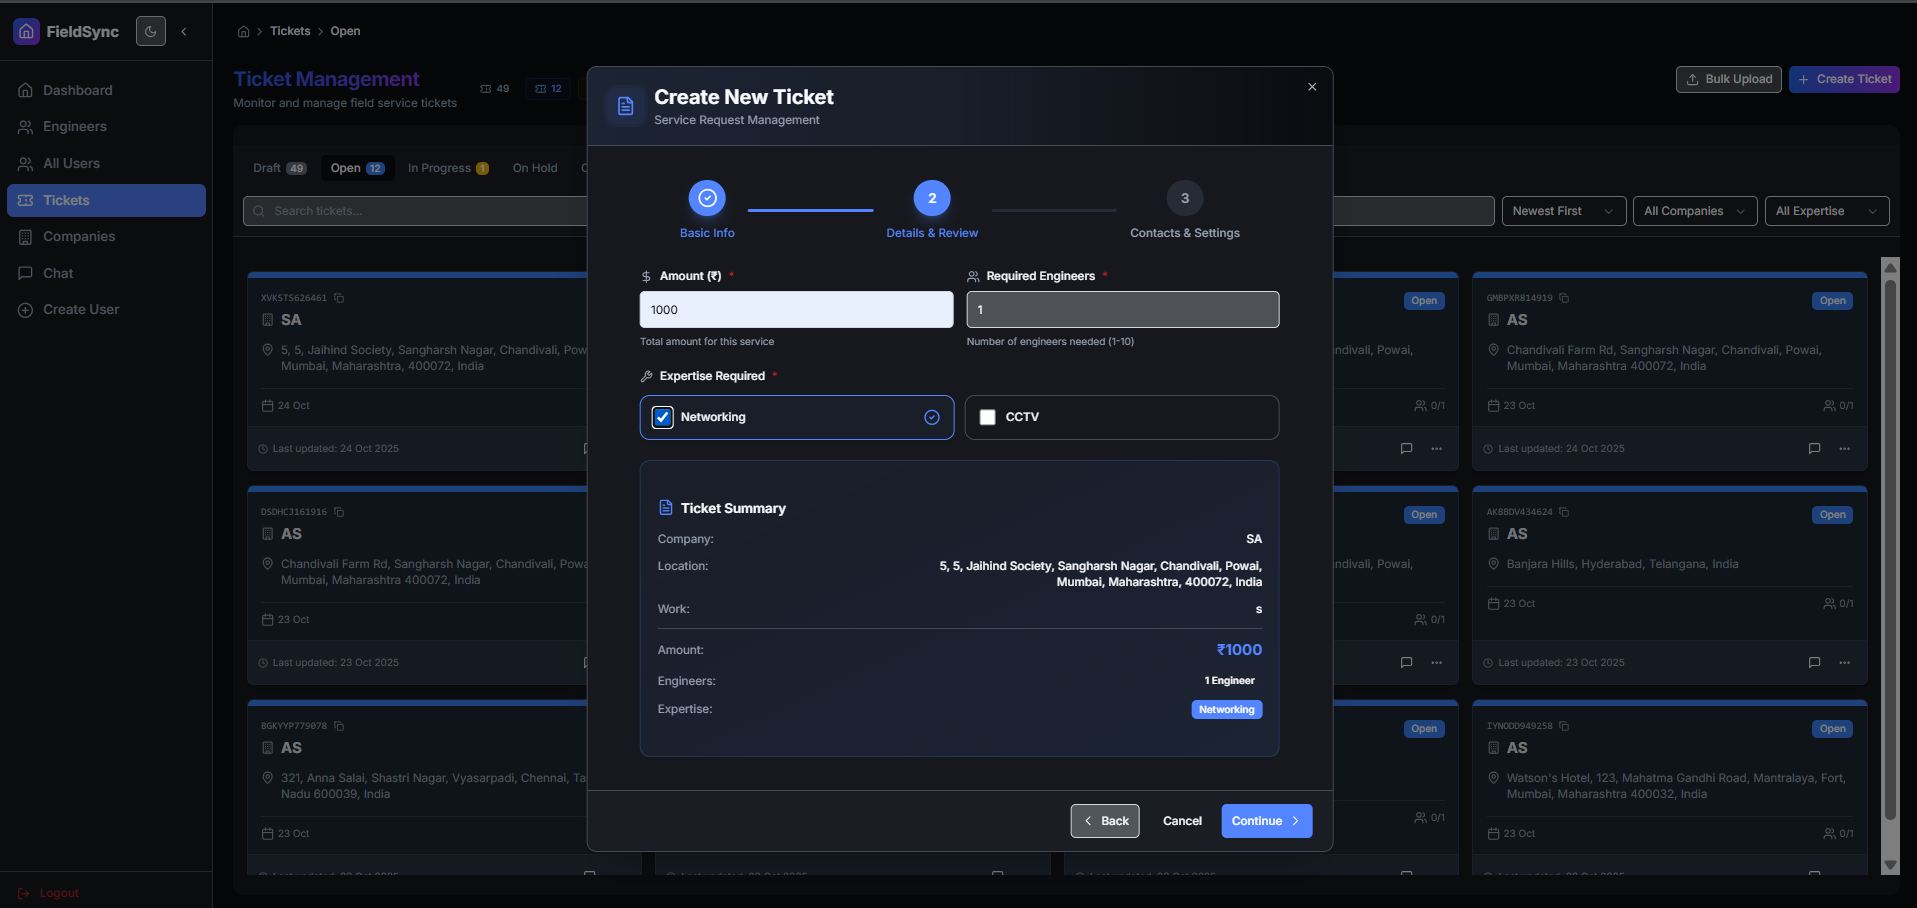 FieldSync
Dashboard
Engineers
All Users
Tickets
Companies
Chat
Create User
Logout
Tickets
Open
Ticket Management
Monitor and manage field service tickets
49
12
Bulk Upload
Create Ticket
Draft 49
Open 12
In Progress 1
On Hold
Search tickets...
Newest First
All Companies
All Expertise
Create New Ticket
Service Request Management
Basic Info
2
Details & Review
3
Contacts & Settings
Amount (₹) *
1000
Total amount for this service
Required Engineers *
1
Number of engineers needed (1-10)
Expertise Required *
Networking
CCTV
Ticket Summary
Company:
SA
Location:
5, 5, Jaihind Society, Sangharsh Nagar, Chandivali, Powai,
Mumbai, Maharashtra, 400072, India
Work:
s
Amount:
₹1000
Engineers:
1 Engineer
Expertise:
Networking
Back
Cancel
Continue
XVKSTS626461
SA
5, 5, Jaihind Society, Sangharsh Nagar, Chandivali,
Mumbai, Maharashtra, 400072, India
24 Oct
Last updated: 24 Oct 2025
Open
Powai,
0/1
GMBPXR814919
Open
AS
Chandivali Farm Rd, Sangharsh Nagar, Chandivali, Powai,
Mumbai, Maharashtra 400072, India
23 Oct
0/1
Last updated: 24 Oct 2025
DSDHCJ161916
AS
Chandivali Farm Rd, Sangharsh Nagar, Chandivali,
Mumbai, Maharashtra 400072, India
23 Oct
Last updated: 23 Oct 2025
Open
Powai,
0/1
AKBBDV434624
Open
AS
Banjara Hills, Hyderabad, Telangana, India
23 Oct
0/1
Last updated: 23 Oct 2025
BGKYYP779078
AS
321, Anna Salai, Shastri Nagar, Vyasarpadi, Chennai,
Nadu 600039, India
23 Oct
Open
0/1
IYNODD949258
Open
AS
Watson's Hotel, 123, Mahatma Gandhi Road, Mantralaya, Fort,
Mumbai, Maharashtra 400032, India
23 Oct
0/1